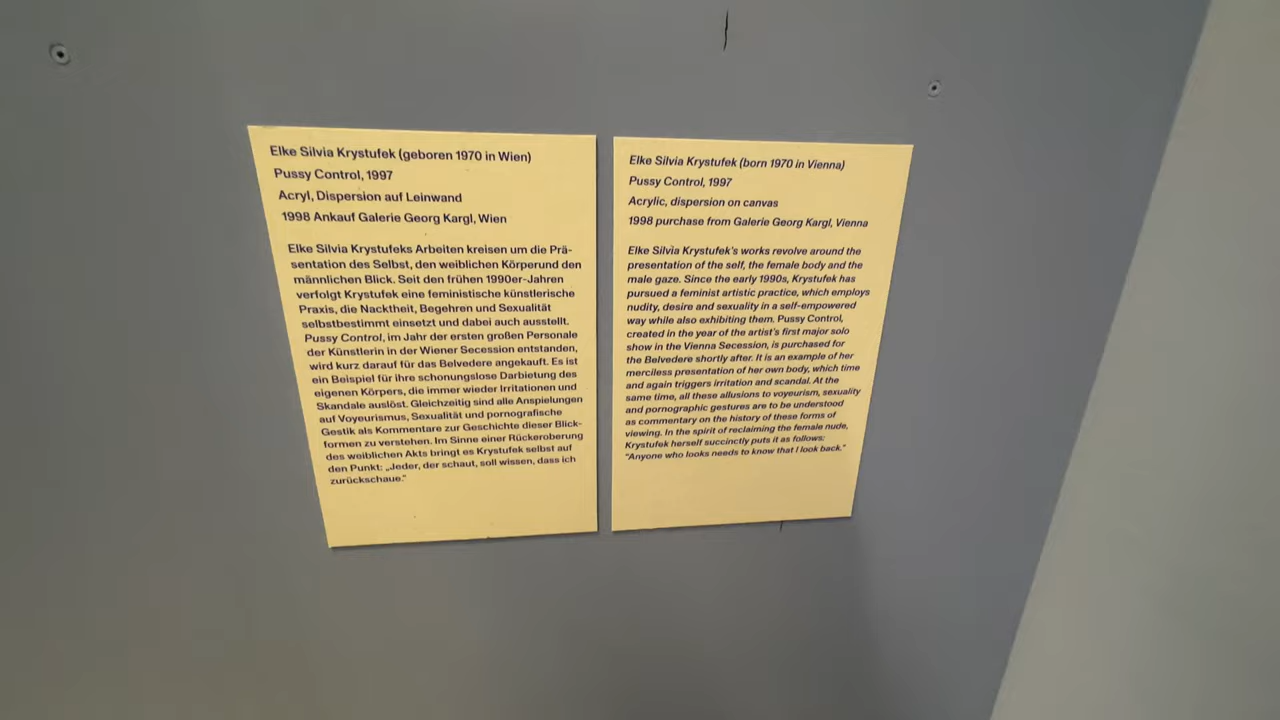 Elke Silvia Krystufek (geboren 1970 in Wien)
Pussy Control, 1997
Acryl, Dispersion auf Leinwand
1998 Ankauf Galerie Georg Kargl, Wien
Elke Silvia Krystufeks Arbeiten kreisen um die Prä-
sentation des Selbst, den weiblichen Körperund den
männlichen Blick. Seit den frühen 1990er-Jahren
verfolgt Krystufek eine feministische künstlerische
Praxis, die Nacktheit, Begehren und Sexualität
selbstbestimmt einsetzt und dabei auch ausstellt.
Pussy Control, im Jahr der ersten großen Personale
der Künstlerin in der Wiener Secession entstanden,
wird kurz darauf für das Belvedere angekauft. Es ist
ein Beispiel für ihre schonungslose Darbietung des
eigenen Körpers, die immer wieder Irritationen und
Skandale auslöst. Gleichzeitig sind alle Anspielungen
auf Voyeurismus, Sexualität und pornografische
Gestik als Kommentare zur Geschichte dieser Blick-
formen zu verstehen. Im Sinne einer Rückeroberung
des weiblichen Akts bringt es Krystufek selbst auf
den Punkt: „Jeder, der schaut, soll wissen, dass ich
zurückschaue."
Elke Silvia Krystufek (born 1970 in Vienna)
Pussy Control, 1997
Acrylic, dispersion on canvas
1998 purchase from Galerie Georg Kargl, Vienna
Elke Silvia Krystufek's works revolve around the
presentation of the self, the female body and the
male gaze. Since the early 1990s, Krystufek has
pursued a feminist artistic practice, which employs
nudity, desire and sexuality in a self-empowered
way while also exhibiting them. Pussy Control,
created in the year of the artist's first major solo
show in the Vienna Secession, is purchased for
the Belvedere shortly after. It is an example of her
merciless presentation of her own body, which time
and again triggers irritation and scandal. At the
same time, all these allusions to voyeurism, sexuality
and pornographic gestures are to be understood
as commentary on the history of these forms of
viewing. In the spirit of reclaiming the female nude,
Krystufek herself succinctly puts it as follows:
"Anyone who looks needs to know that I look back."